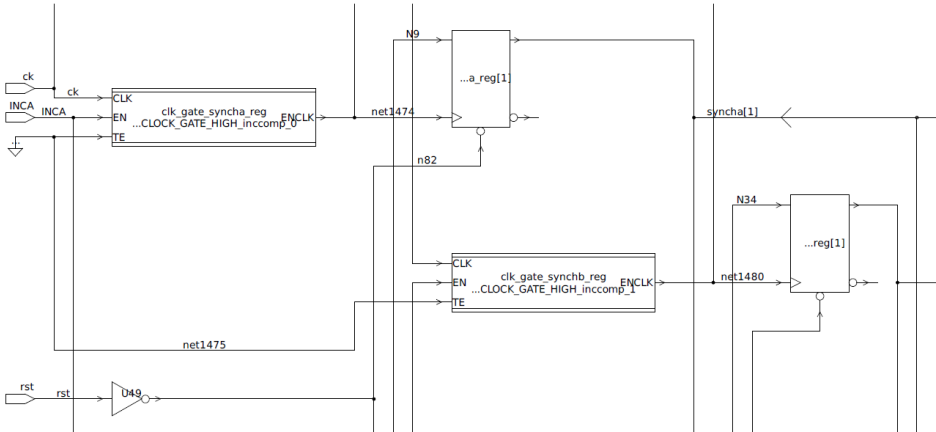 N9
...a_reg[1]
ck
ck
CLK
clk_gate_syncha_reg
...CLOCK_GATE_HIGH_inccomp_0
INCA
INCA
EN
ENCLK
net1474
TE
...
syncha[1]
n82
N34
...reg[1]
CLK
clk_gate_synchb_reg
...CLOCK_GATE_HIGH_inccomp_1
EN
ENCLK
net1480
TE
net1475
rst
rst
U49